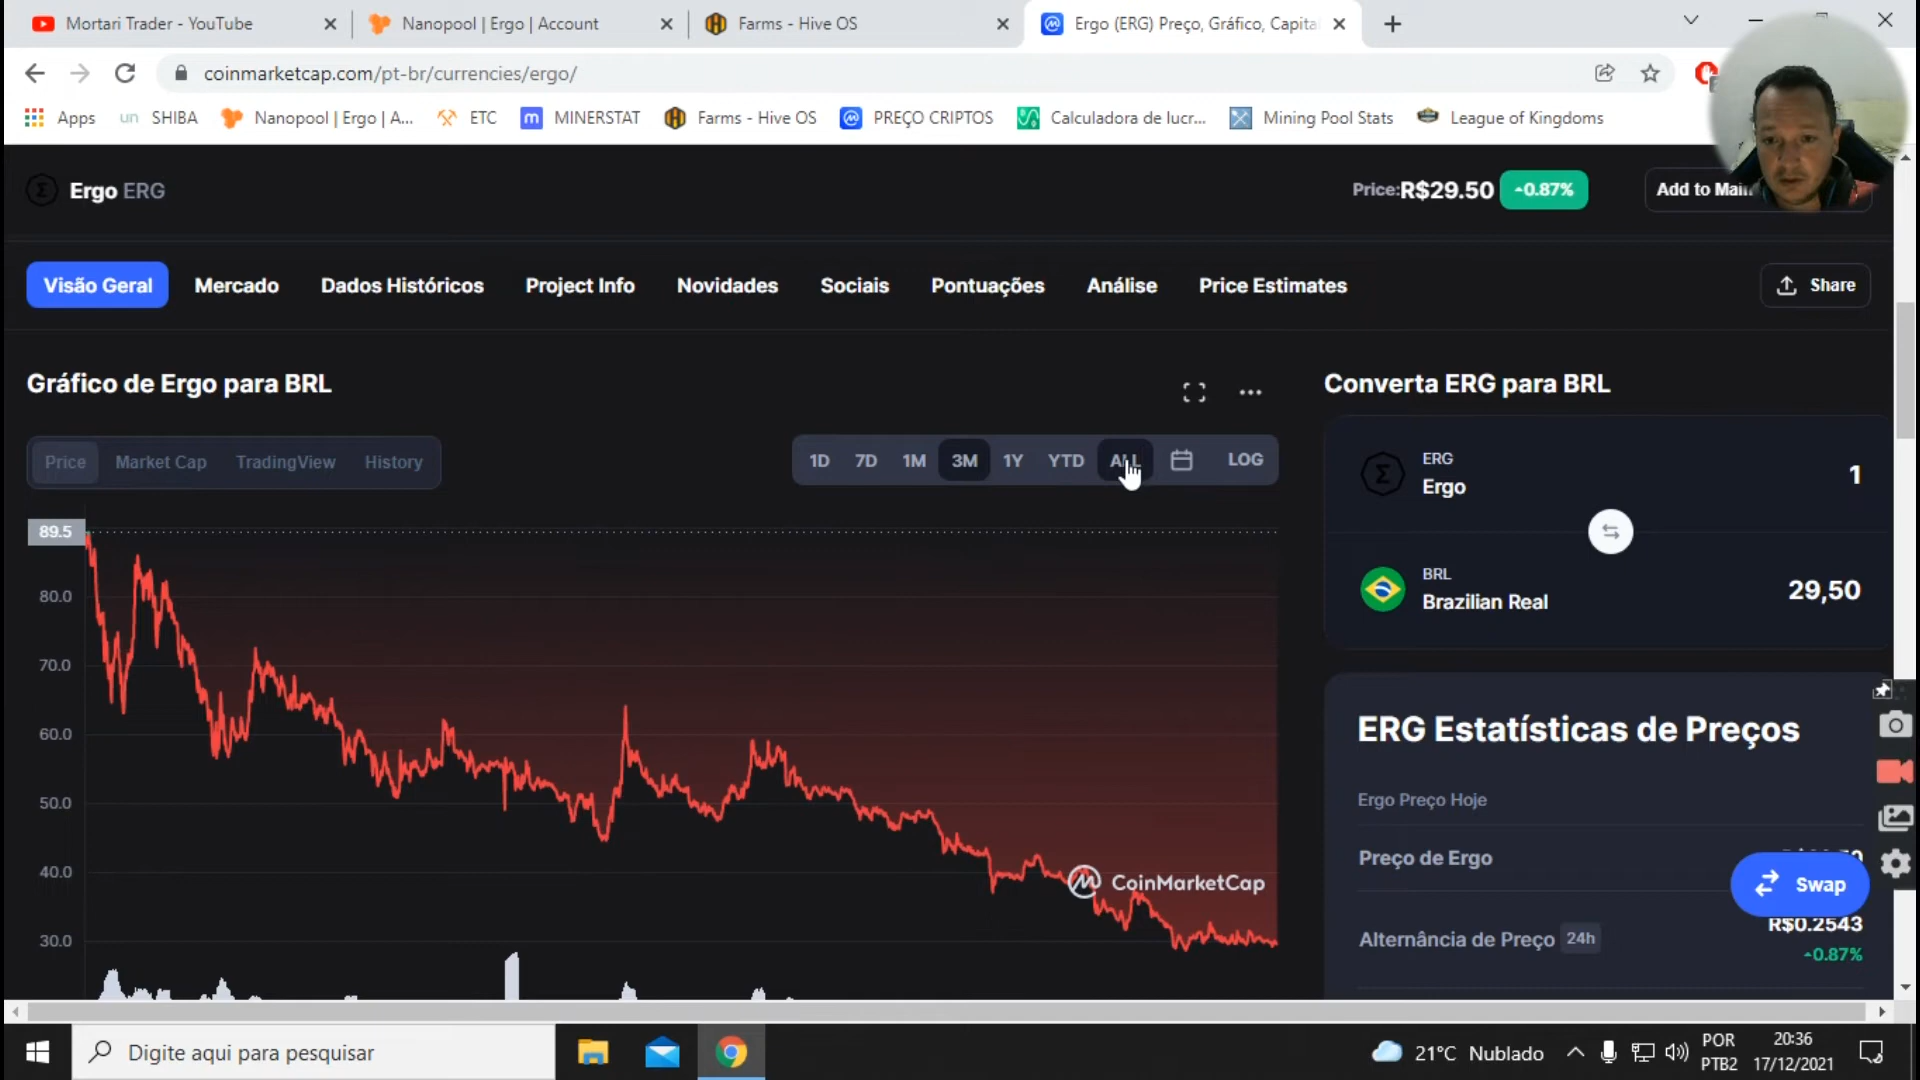 Mortari Trader - YouTube
Nanopool | Ergo | Account
Farms - Hive OS
Ergo (ERG) Preço, Gráfico, Capital
coinmarketcap.com/pt-br/currencies/ergo/
Apps
un SHIBA
Nanopool | Ergo | A...
ETC
m MINERSTAT
Farms - Hive OS
PREÇO CRIPTOS
Calculadora de lucr...
Mining Pool Stats
League of Kingdoms
Ergo ERG
Price:R$29.50 0.87%
Add to Main
Visão Geral
Mercado
Dados Históricos
Project Info
Novidades
Sociais
Pontuações
Análise
Price Estimates
Share
Gráfico de Ergo para BRL
Price
Market Cap
TradingView
History
1D
7D
1M
3M
1Y
YTD
ALL
LOG
89.5
80.0
70.0
60.0
50.0
40.0
30.0
CoinMarketCap
Converta ERG para BRL
ERG
Ergo
1
BRL
Brazilian Real
29,50
ERG Estatísticas de Preços
Ergo Preço Hoje
Preço de Ergo
Swap
Alternância de Preço 24h
R$0.2543
0.87%
Digite aqui para pesquisar
21°C Nublado
POR
PTB2
20:36
17/12/2021